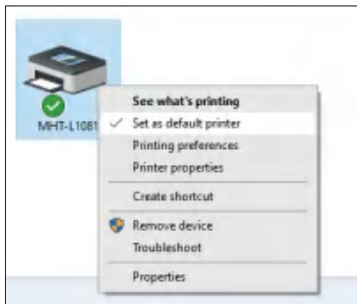 MHT-L1081
See what's printing
Set as default printer
Printing preferences
Printer properties
Create shortcut
Remove device
Troubleshoot
Properties